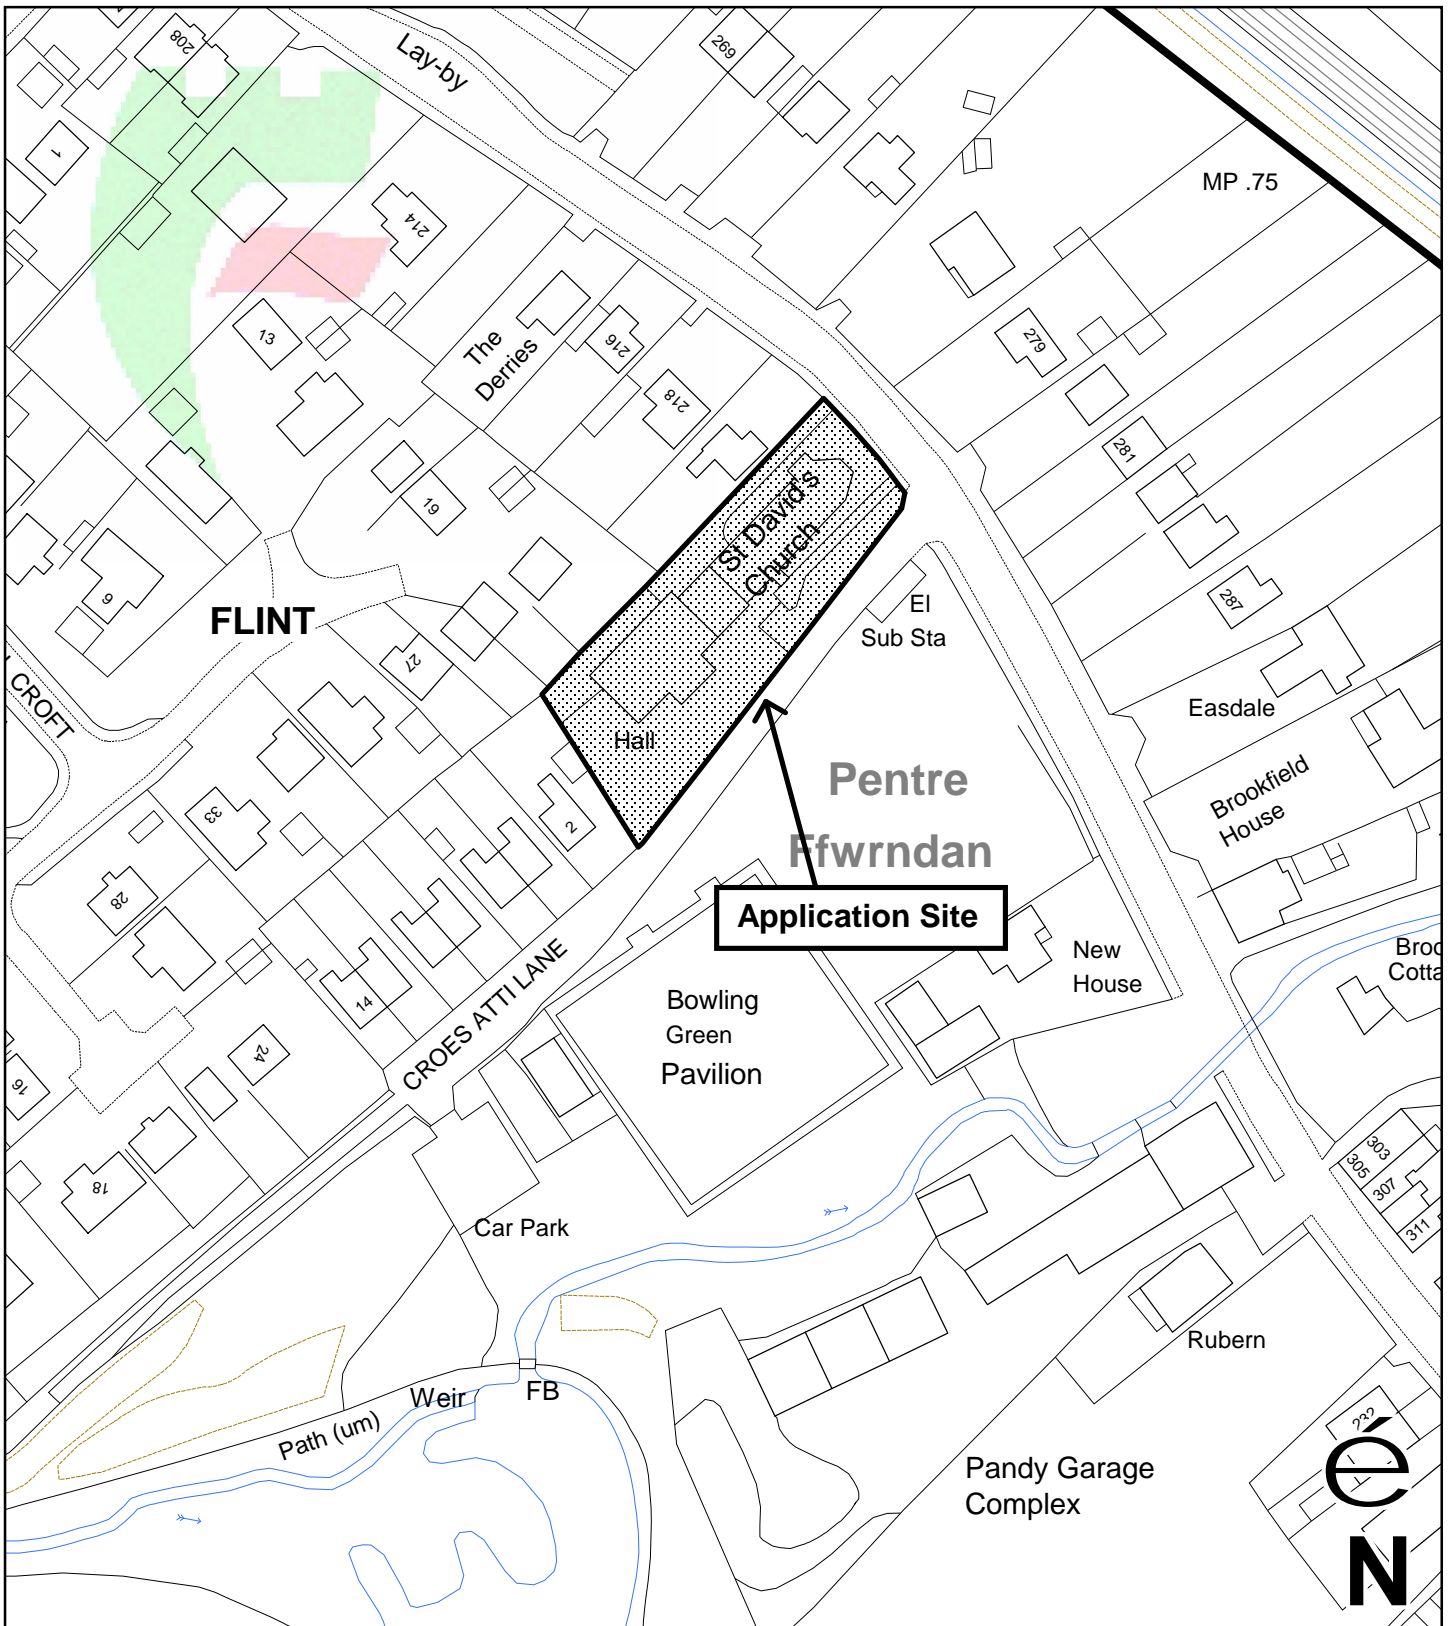 208
Lay-by
269
1
MP .75
214
13
The
Derries
216
279
218
281
19
St David's
Church
9
FLINT
El
Sub Sta
287
27
CROFT
Easdale
Hall
Pentre
Brookfield
House
33
2
Ffwrndan
28
Application Site
New
House
Broo
Cotta
14
CROES ATTI LANE
Bowling
Green
Pavilion
24
16
18
303
305
307
311
Car Park
Rubern
Weir
FB
Path (um)
232
é
Pandy Garage
Complex
N